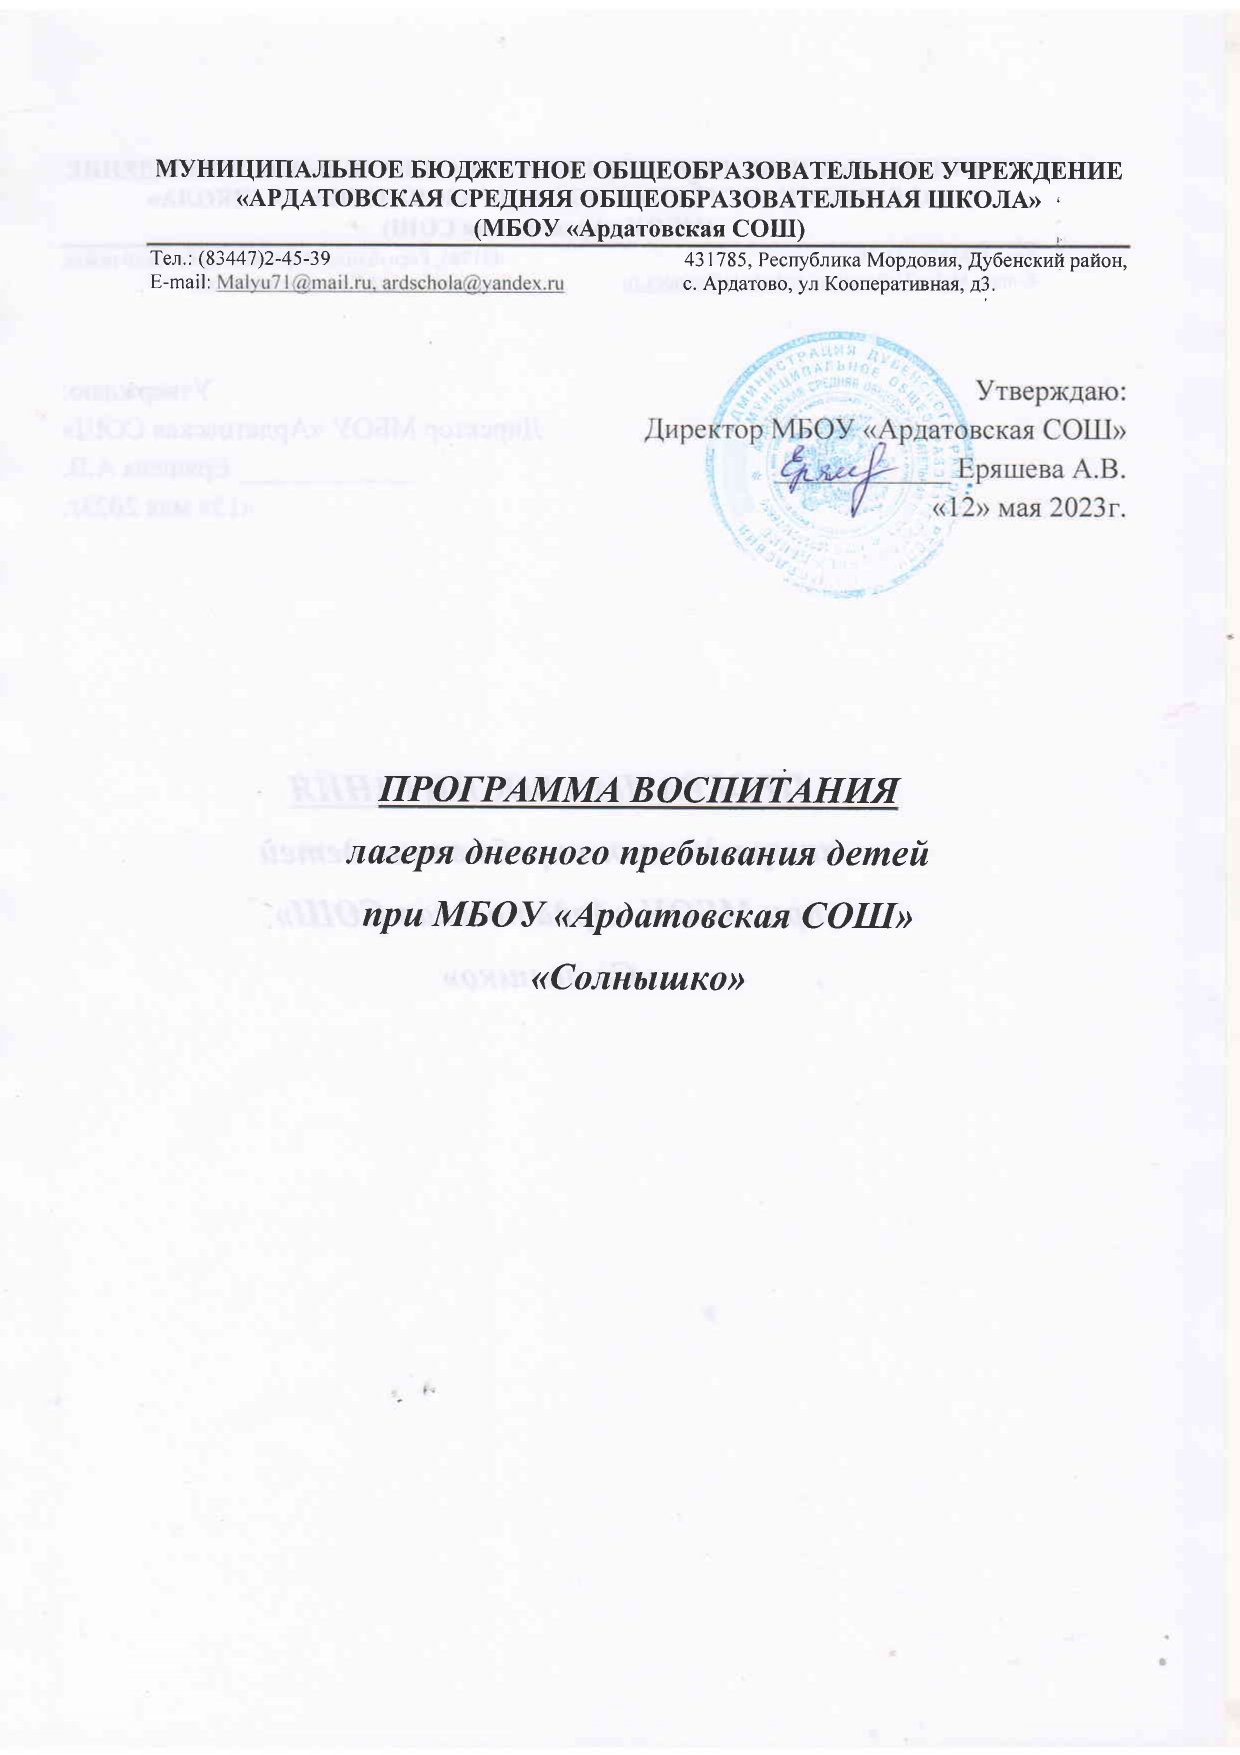 МУНИЦИПАЛЬНОЕ БЮДЖЕТНОЕ ОБЩЕОБРАЗОВАТЕЛЬНОЕ УЧРЕЖДЕНИЕ
«АРДАТОВСКАЯ СРЕДНЯЯ ОБЩЕОБРАЗОВАТЕЛЬНАЯ ШКОЛА»
(МБОУ «Ардатовская СОШ)
Тел.: (83447)2-45-39 431785, Республика Мордовия, Дубенский район,
E-mail: Malyu71@mail.ru, ardschola@yandex.ru с. Ардатово, ул Кооперативная, д3.
Утверждаю:
Директор МБОУ «Ардатовская СОШ»
Еряшева А.В.
«12» мая 2023г.
ПРОГРАММА ВОСПИТАНИЯ
лагеря дневного пребывания детей
при МБОУ «Ардатовская СОШ»
«Солнышко»